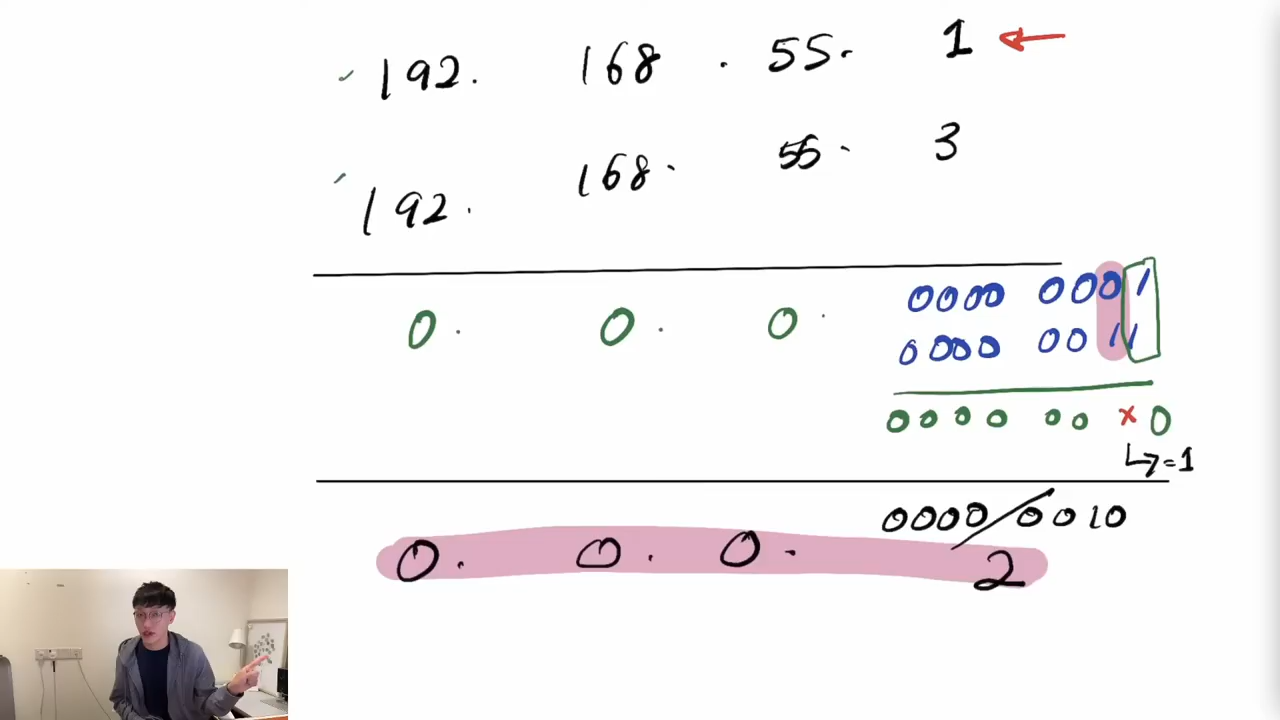 192. 168 . 55. 1
192. 168. 55. 3
0000 0001
0. 0. 0.
0000 0011
0000 00 x 0
=1
0000/0010
0. 0. 0. 2